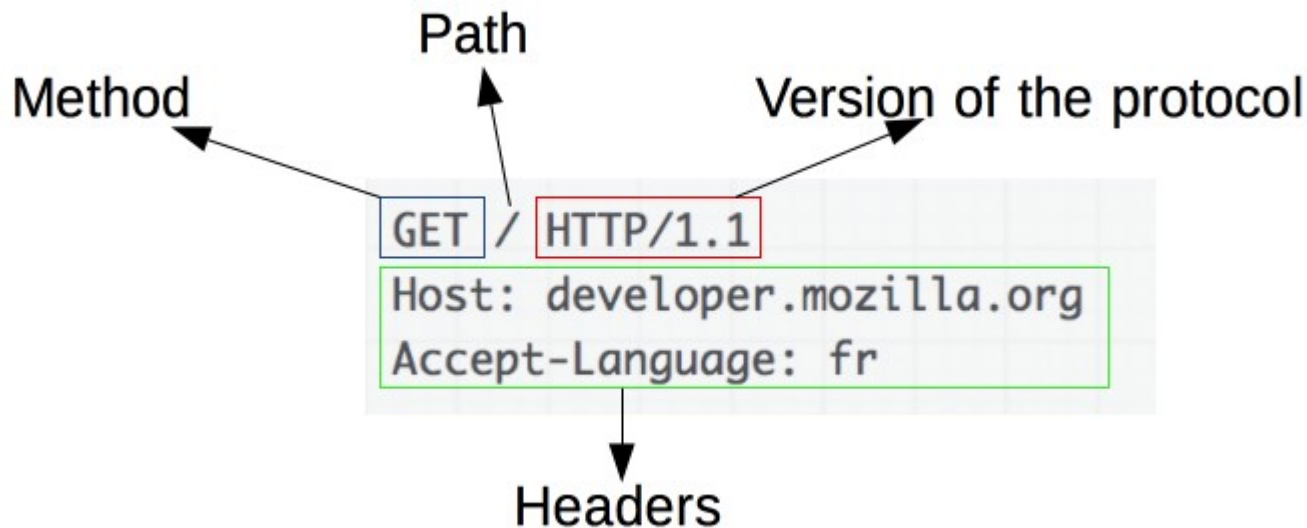 Path
Method
Version of the protocol
GET / HTTP/1.1
Host: developer.mozilla.org
Accept-Language: fr
Headers